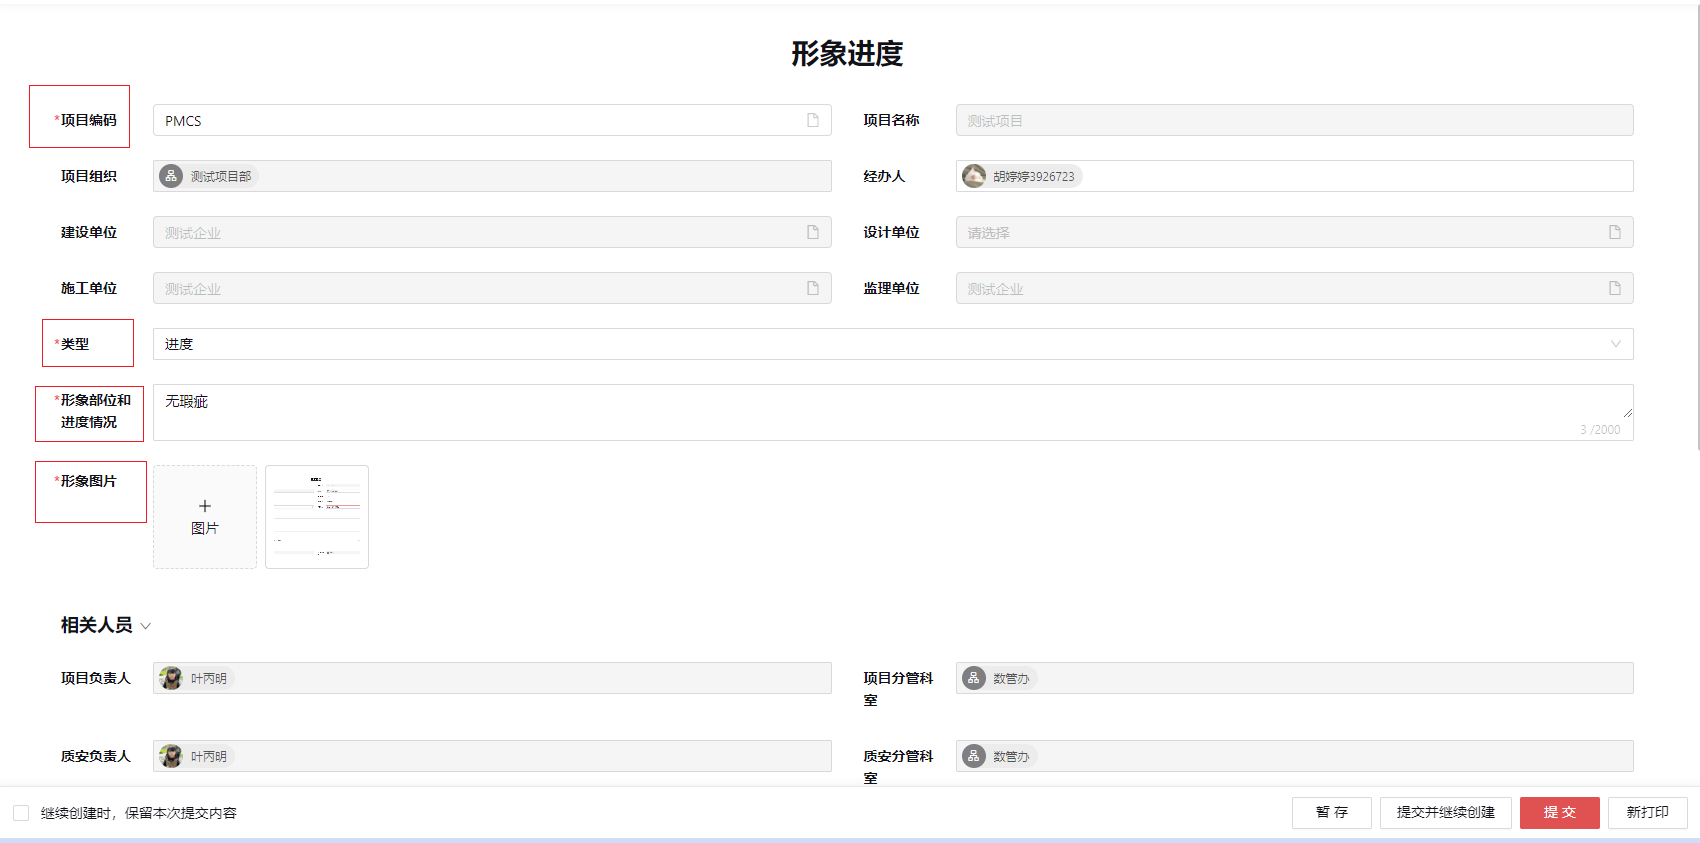 形象进度
*项目编码
PMCS
项目名称
测试项目
项目组织
测试项目部
经办人
胡婷婷3926723
建设单位
测试企业
设计单位
请选择
施工单位
测试企业
监理单位
测试企业
*类型
进度
*形象部位和
进度情况
无瑕疵
3 /2000
*形象图片
图片
相关人员
项目负责人
叶丙明
项目分管科
室
数管办
质安负责人
叶丙明
质安分管科
室
数管办
继续创建时，保留本次提交内容
暂 存
提交并继续创建
提 交
新打印